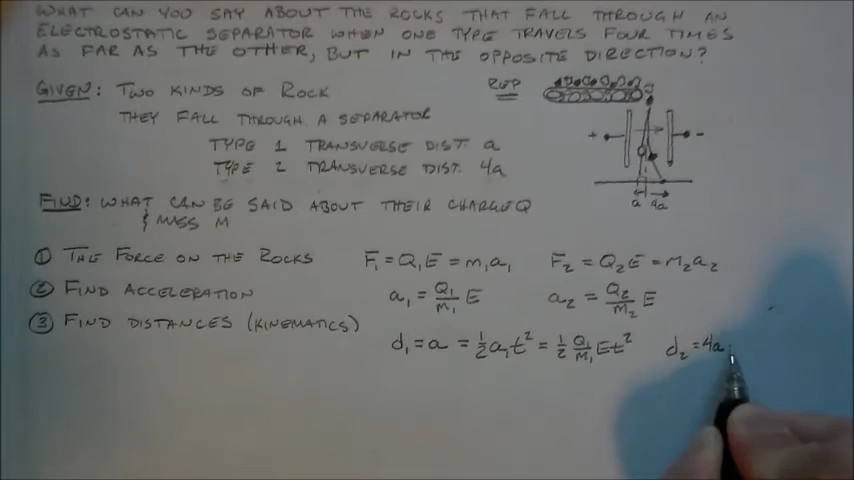 WHAT CAN YOU SAY ABOUT THE ROCKS THAT FALL THROUGH AN
ELECTROSTATIC SEPARATOR WHEN ONE TYPE TRAVELS FOUR TIMES
AS FAR AS THE OTHER, BUT IN THE OPPOSITE DIRECTION?
GIVEN: TWO KINDS OF ROCK
REP
THEY FALL THROUGH A SEPARATOR
TYPE 1 TRANSVERSE DIST. a
TYPE 2 TRANSVERSE DIST. 4a
+ -
a 4a
FIND: WHAT CAN BE SAID ABOUT THEIR CHARGE Q
& MASS M
① THE FORCE ON THE ROCKS F₁ = Q₁E = m₁a₁ F₂ = Q₂E = M₂a₂
② FIND ACCELERATION a₁ = Q₁/M₁ E a₂ = Q₂/M₂ E
③ FIND DISTANCES (KINEMATICS)
d₁ = a = 1/2 a₁t² = 1/2 Q₁/M₁ Et² d₂ = 4a